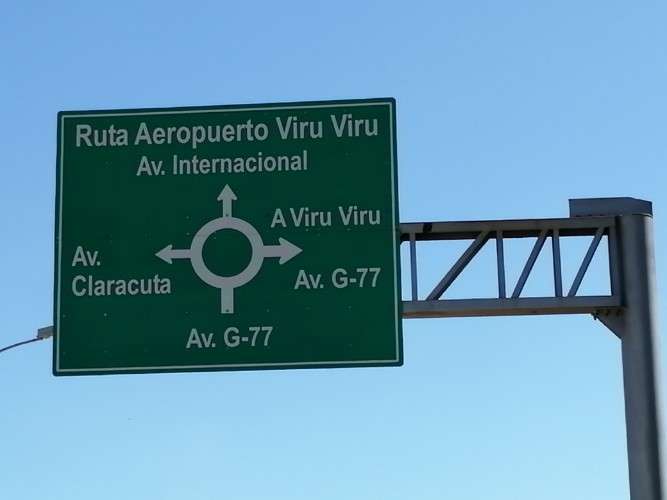 Ruta Aeropuerto Viru Viru
Av. Internacional
A Viru Viru
Av.
Claracuta
Av. G-77
Av. G-77